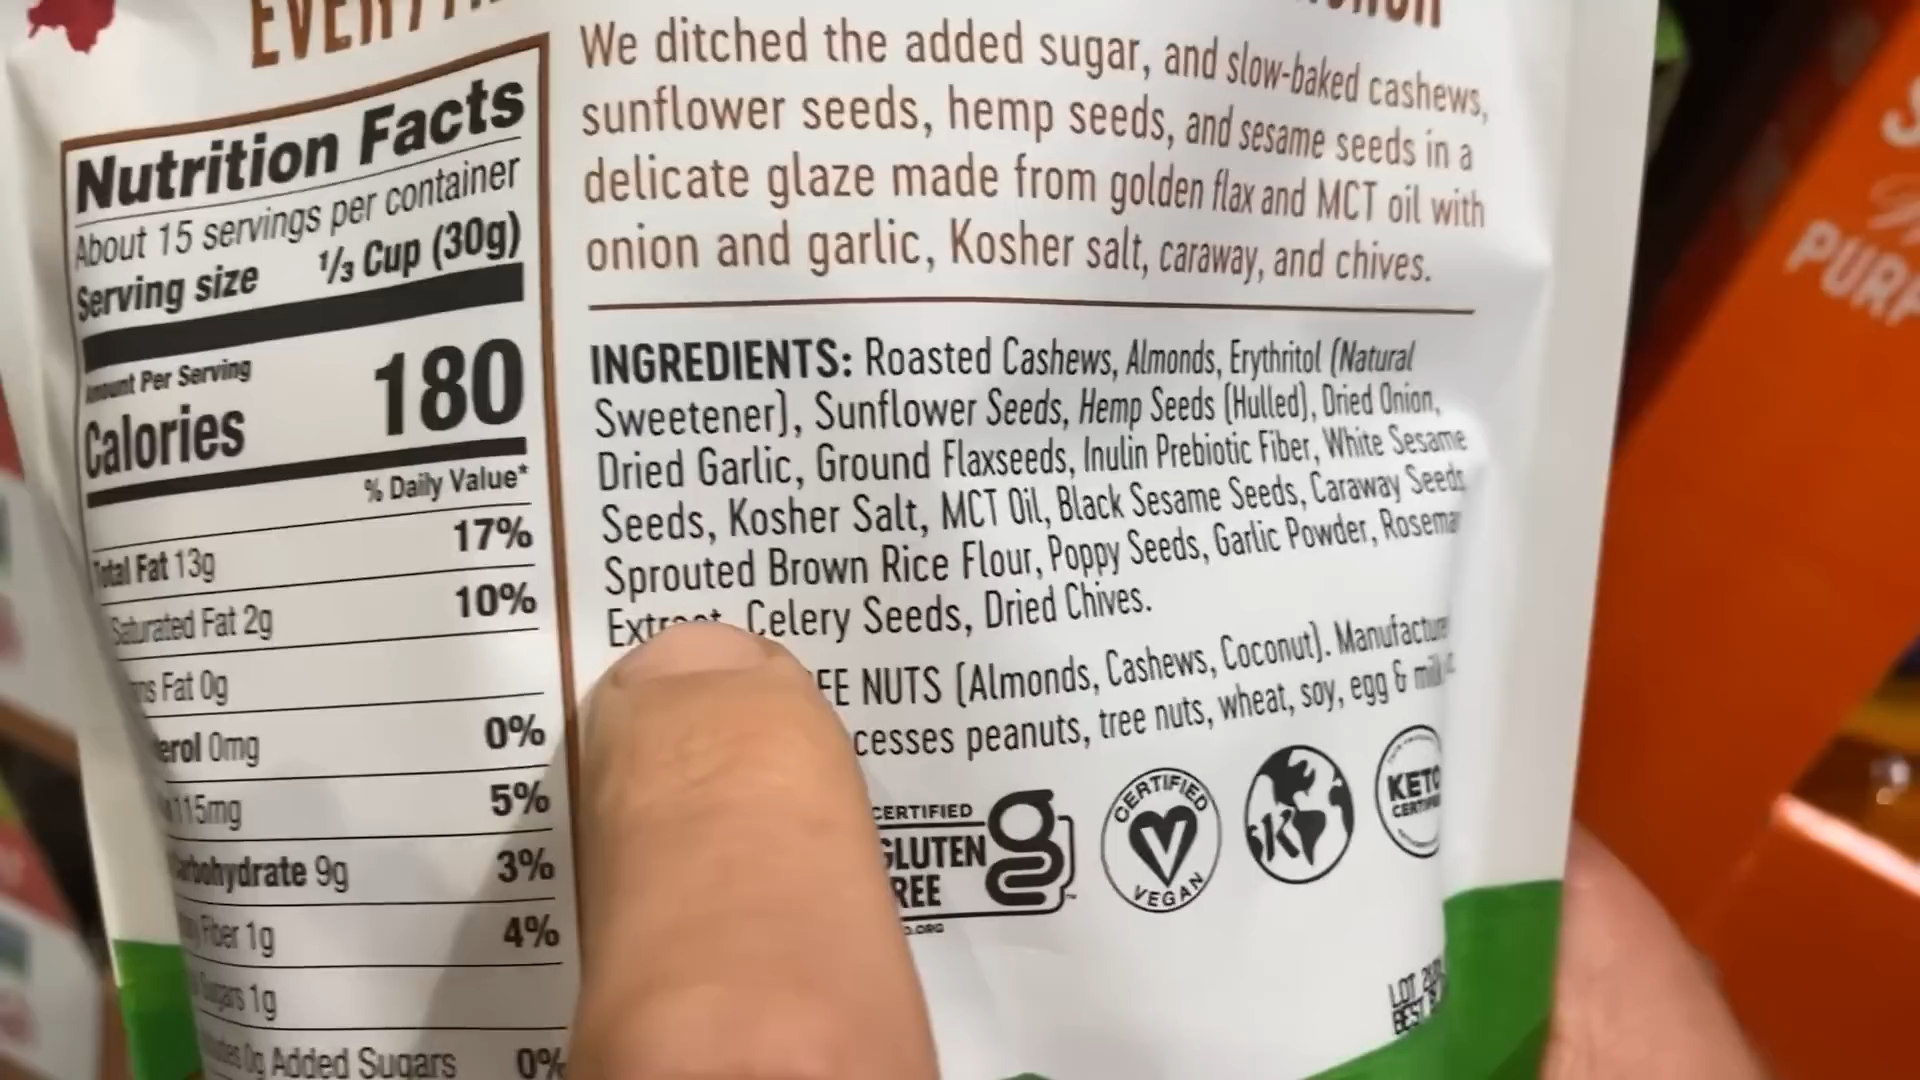 We ditched the added sugar, and slow-baked cashews,
sunflower seeds, hemp seeds, and sesame seeds in a
delicate glaze made from golden flax and MCT oil with
onion and garlic, Kosher salt, caraway, and chives.
Nutrition Facts
About 15 servings per container
Serving size 1/3 Cup (30g)
Amount Per Serving
Calories 180
% Daily Value*
Total Fat 13g 17%
Saturated Fat 2g 10%
Fat 0g
0mg 0%
115mg 5%
9g 3%
Fiber 1g 4%
Sugars 1g
0g Added Sugars 0%
INGREDIENTS: Roasted Cashews, Almonds, Erythritol (Natural
Sweetener), Sunflower Seeds, Hemp Seeds (Hulled), Dried Onion,
Dried Garlic, Ground Flaxseeds, Inulin Prebiotic Fiber, White Sesame
Seeds, Kosher Salt, MCT Oil, Black Sesame Seeds, Caraway Seeds
Sprouted Brown Rice Flour, Poppy Seeds, Garlic Powder,
Extract, Celery Seeds, Dried Chives.
NUTS (Almonds, Cashews, Coconut).
peanuts, tree nuts, wheat, soy, egg & milk
CERTIFIED
GLUTEN
FREE
CERTIFIED
VEGAN
K
KETO
CERTIFIED
LOT
BEST